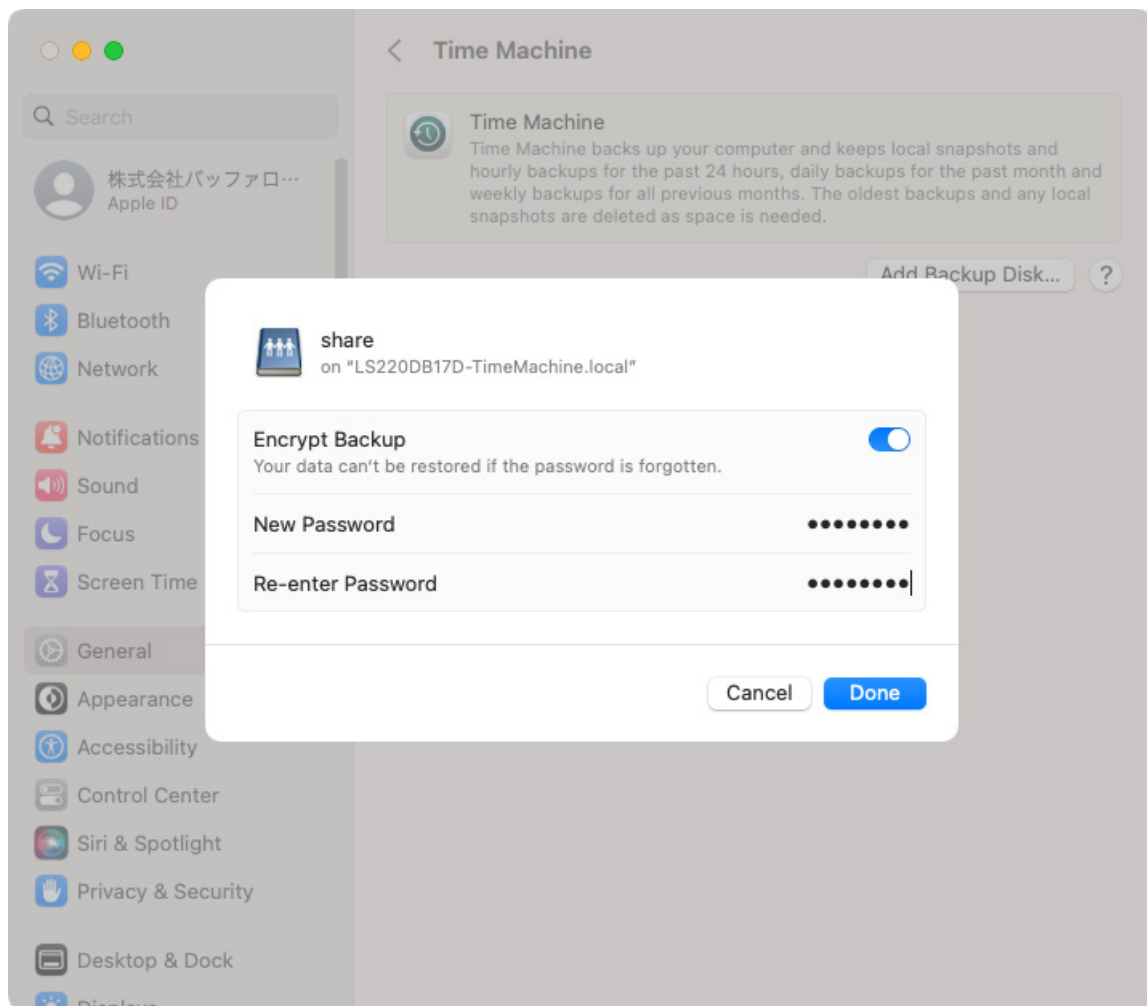 Time Machine
Search
株式会社バッファロ…
Apple ID
Wi-Fi
Bluetooth
Network
Notifications
Sound
Focus
Screen Time
General
Appearance
Accessibility
Control Center
Siri & Spotlight
Privacy & Security
Desktop & Dock
Displays
Time Machine
Time Machine backs up your computer and keeps local snapshots and
hourly backups for the past 24 hours, daily backups for the past month and
weekly backups for all previous months. The oldest backups and any local
snapshots are deleted as space is needed.
Add Backup Disk...
?
share
on "LS220DB17D-TimeMachine.local"
Encrypt Backup
Your data can't be restored if the password is forgotten.
New Password
••••••••
Re-enter Password
••••••••
Cancel
Done